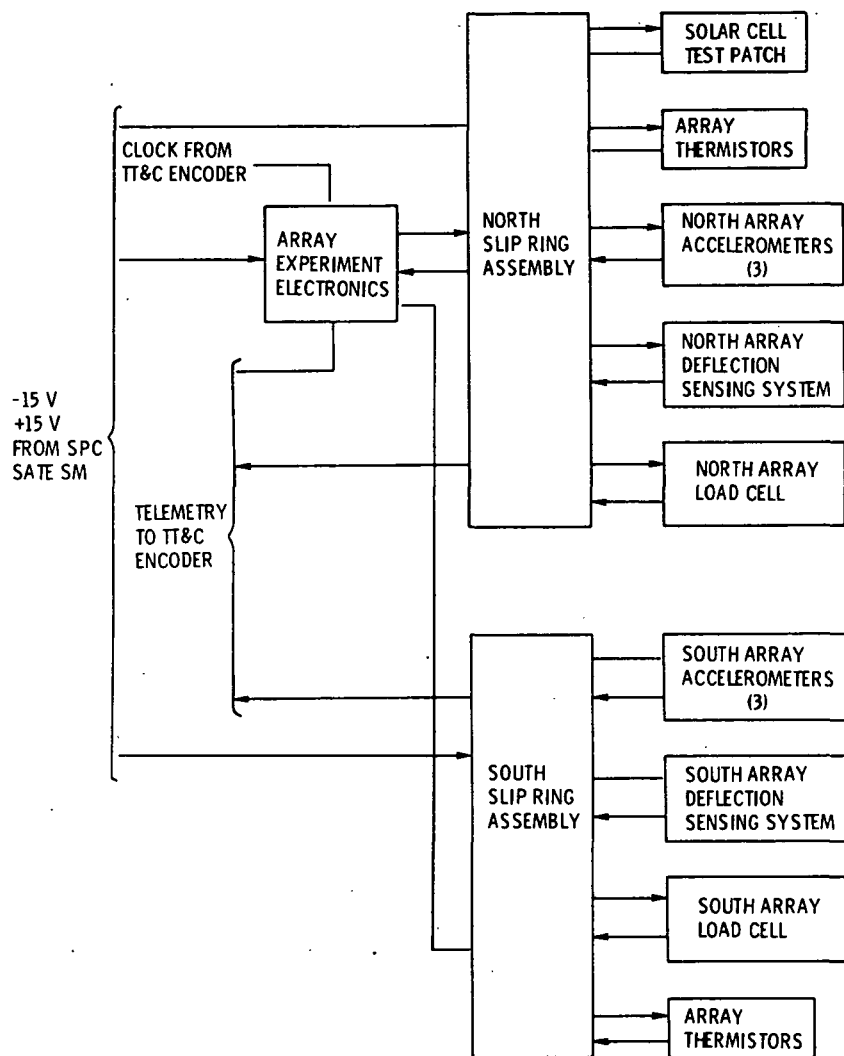 SOLAR CELL
TEST PATCH
CLOCK FROM
TT&C ENCODER
ARRAY
THERMISTORS
ARRAY
EXPERIMENT
ELECTRONICS
NORTH
SLIP RING
ASSEMBLY
NORTH ARRAY
ACCELEROMETERS
(3)
NORTH ARRAY
DEFLECTION
SENSING SYSTEM
-15 V
+15 V
FROM SPC
SATE SM
NORTH ARRAY
LOAD CELL
TELEMETRY
TO TT&C
ENCODER
SOUTH ARRAY
ACCELEROMETERS
(3)
SOUTH
SLIP RING
ASSEMBLY
SOUTH ARRAY
DEFLECTION
SENSING SYSTEM
SOUTH ARRAY
LOAD CELL
ARRAY
THERMISTORS